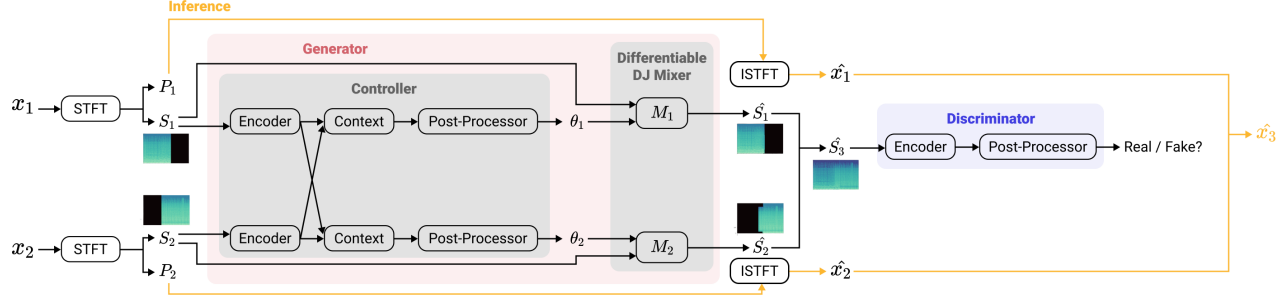 Inference
Generator
Differentiable
DJ Mixer
Controller
P₁
ISTFT
x̂₁
x₁
STFT
S₁
Encoder
Context
Post-Processor
θ₁
M₁
Ŝ₁
Discriminator
Ŝ₃
Encoder
Post-Processor
Real / Fake?
x̂₃
x₂
STFT
S₂
Encoder
Context
Post-Processor
θ₂
M₂
Ŝ₂
P₂
ISTFT
x̂₂